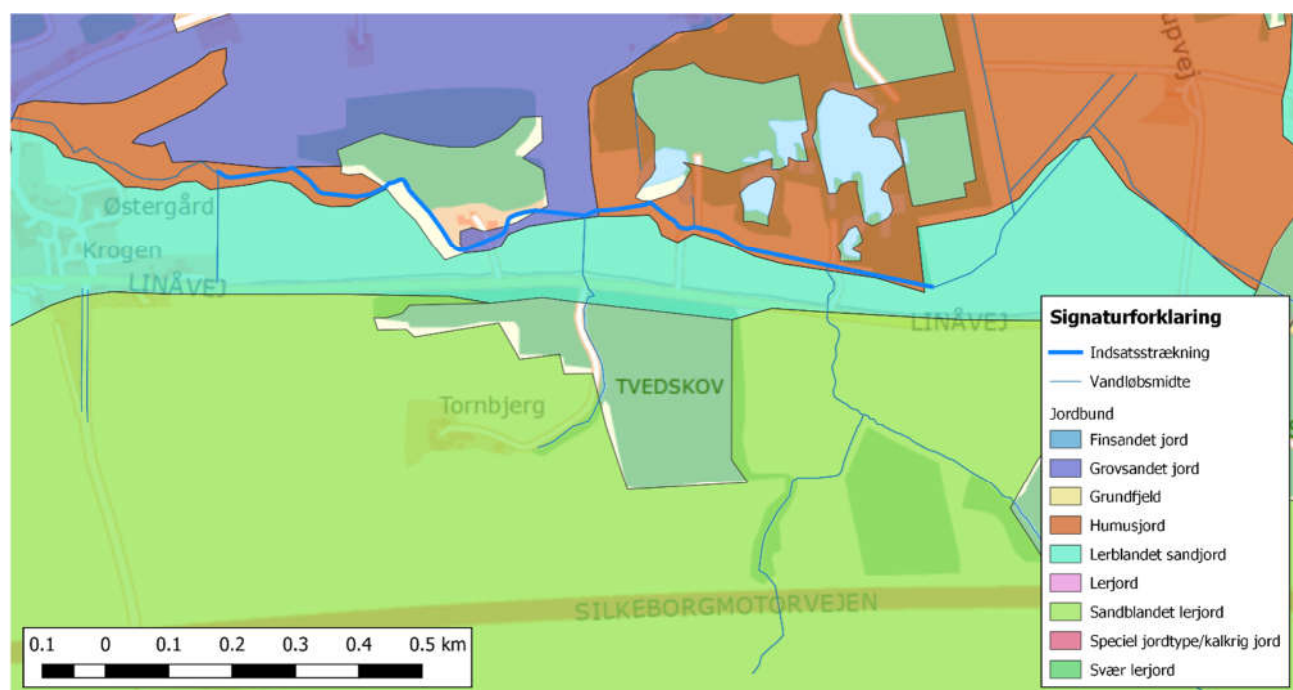 upvej
Østergård
Krogen
LINÅVEJ
LINÅVEJ
Tornbjerg
TVEDSKOV
SILKEBORGMOTORVEJEN
0.1 0 0.1 0.2 0.3 0.4 0.5 km
Signaturforklaring
Indsatsstrækning
Vandløbsmidte
Jordbund
Finsandet jord
Grovsandet jord
Grundfjeld
Humusjord
Lerblandet sandjord
Lerjord
Sandblandet lerjord
Speciel jordtype/kalkrig jord
Svær lerjord